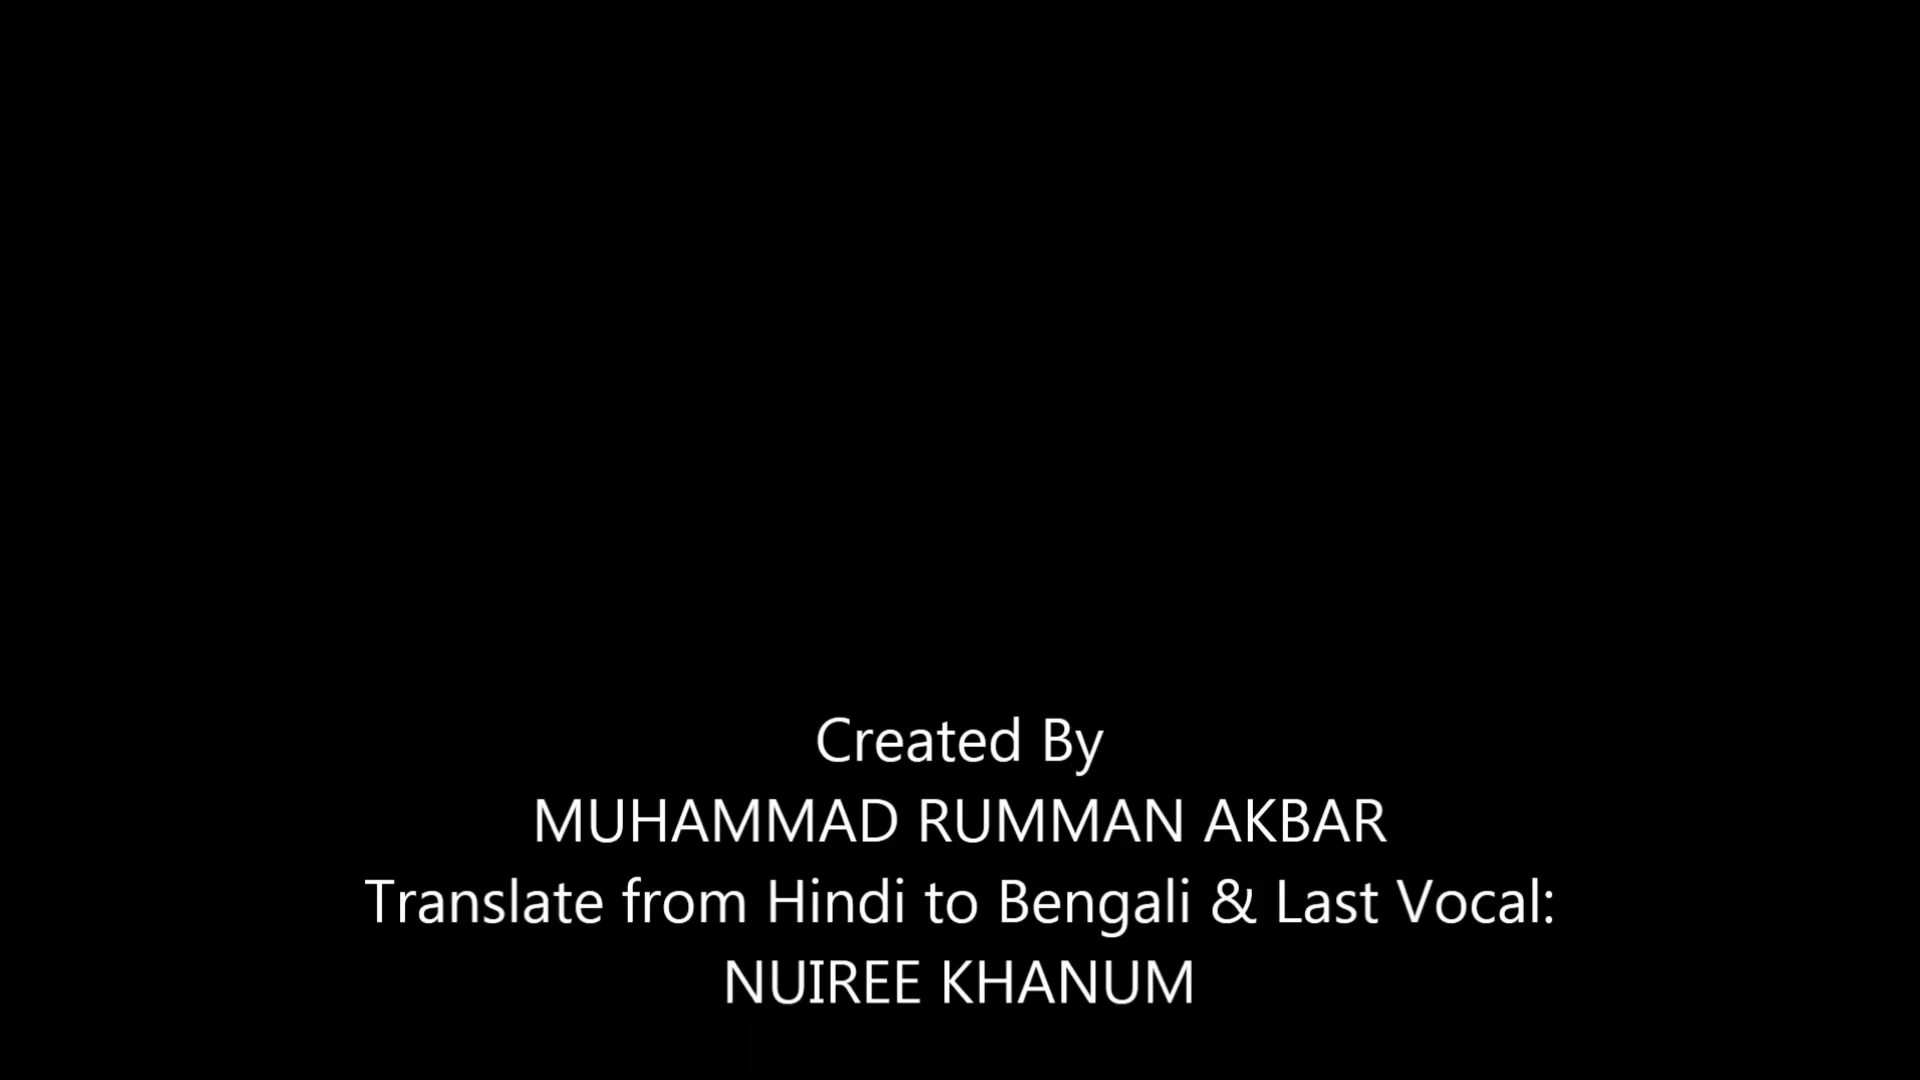 Created By
MUHAMMAD RUMMAN AKBAR
Translate from Hindi to Bengali & Last Vocal:
NUIREE KHANUM